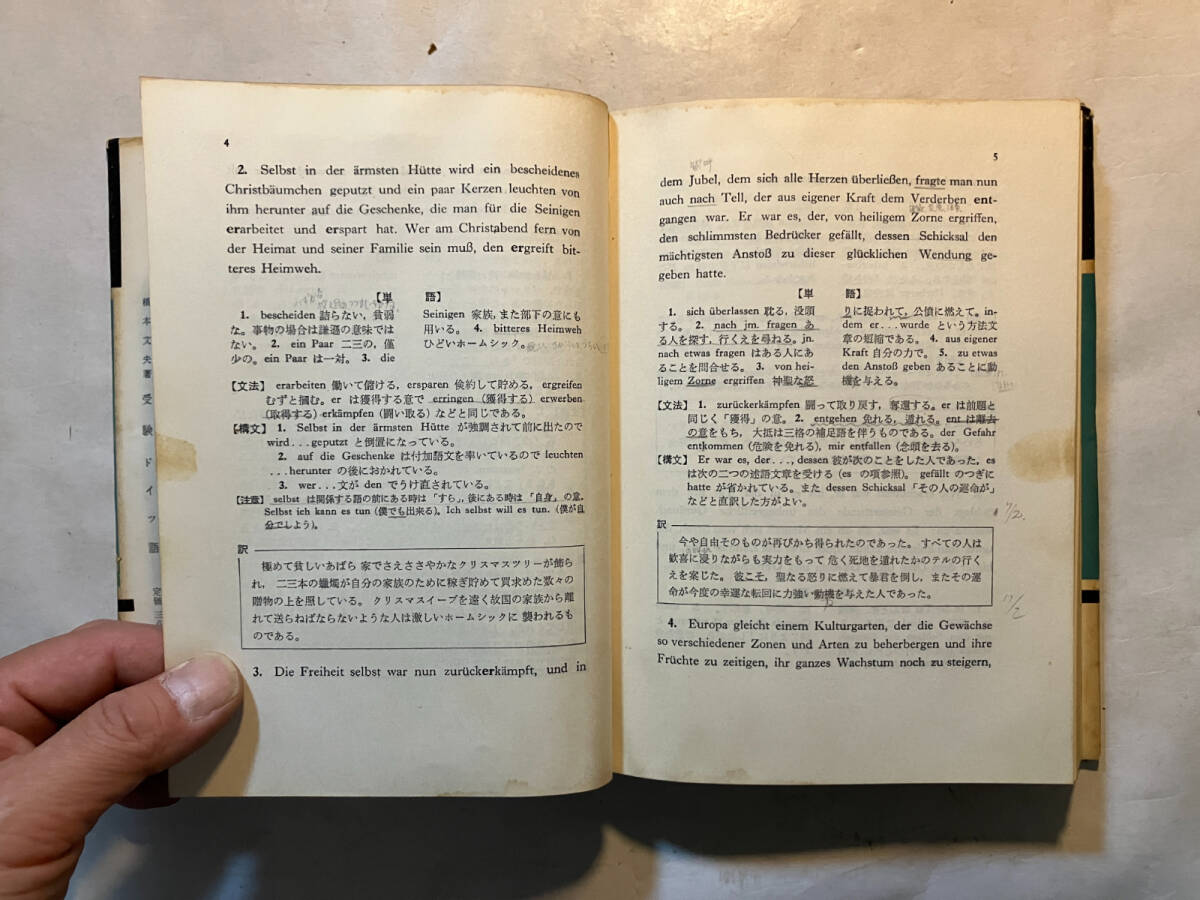 4
2. Selbst in der ärmsten Hütte wird ein bescheidenes
Christbäumchen geputzt und ein paar Kerzen leuchten von
ihm herunter auf die Geschenke, die man für die Seinigen
erarbeitet und erspart hat. Wer am Christabend fern von
der Heimat und seiner Familie sein muß, den ergreift bit-
teres Heimweh.
【単 語】
1. bescheiden 詰らない, 貧弱
な。事物の場合は謙遜の意味では
ない。 2. ein Paar 二三の, 僅
少の。ein Paar は一対。 3. die
Seinigen 家族, また部下の意にも
用いる。 4. bitteres Heimweh
ひどいホームシック。
【文法】 erarbeiten 働いて儲ける, ersparen 倹約して貯める, ergreifen
むずと摑む。er は獲得する意で erringen (獲得する) erwerben
(取得する) erkämpfen (闘い取る) などと同じである。
【構文】 1. Selbst in der ärmsten Hütte が強調されて前に出たので
wird...geputzt と倒置になっている。
2. auf die Geschenke は付加語文を率いているので leuchten
...herunter の後におかれている。
3. wer...文が den でうけ直されている。
【注意】 selbst は関係する語の前にある時は「すら」, 後にある時は「自身」の意。
Selbst ich kann es tun (僕でも出来る)。Ich selbst will es tun. (僕が自
分でしよう)。
訳
極めて貧しいあばら家でさえささやかなクリスマスツリーが飾ら
れ, 二三本の蠟燭が自分の家族のために稼ぎ貯めて買求めた数々の
贈物の上を照している。クリスマスイーブを遠く故国の家族から離
れて送らねばならないような人は激しいホームシックに襲われるも
のである。
3. Die Freiheit selbst war nun zurückerkämpft, und in
5
dem Jubel, dem sich alle Herzen überließen, fragte man nun
auch nach Tell, der aus eigener Kraft dem Verderben ent-
gangen war. Er war es, der, von heiligem Zorne ergriffen,
den schlimmsten Bedrücker gefällt, dessen Schicksal den
mächtigsten Anstoß zu dieser glücklichen Wendung ge-
geben hatte.
【単 語】
1. sich überlassen 耽る, 没頭
する。 2. nach jm. fragen あ
る人を探す, 行くえを尋ねる。jn.
nach etwas fragen はある人にあ
ることを問合せる。 3. von hei-
ligem Zorne ergriffen 神聖な怒
りに捉われて, 公憤に燃えて。in-
dem er...wurde という方法文
章の短縮である。 4. aus eigener
Kraft 自分の力で。 5. zu etwas
den Anstoß geben あることに動
機を与える。
【文法】 1. zurückerkämpfen 闘って取り戻す, 奪還する。er は前題と
同じく「獲得」の意。 2. entgehen 免れる, 逃れる。ent は離去
の意をもち, 大抵は三格の補足語を伴うものである。der Gefahr
entkommen (危険を免れる), mir entfallen (念頭を去る)。
【構文】 Er war es, der..., dessen 彼が次のことをした人であった, es
は次の二つの述語文章を受ける (es の項参照)。 gefällt のつぎに
hatte が省かれている。また dessen Schicksal「その人の運命が」
などと直訳した方がよい。
訳
今や自由そのものが再びかち得られたのであった。すべての人は
歓喜に浸りながらも実力をもって危く死地を遁れたかのテルの行く
えを案じた。彼こそ, 聖なる怒りに燃えて暴君を倒し, またその運
命が今度の幸運な転回に力強い動機を与えた人であった。
4. Europa gleicht einem Kulturgarten, der die Gewächse
so verschiedener Zonen und Arten zu beherbergen und ihre
Früchte zu zeitigen, ihr ganzes Wachstum noch zu steigern,
橋本文夫著 受験ドイツ語
定価 三